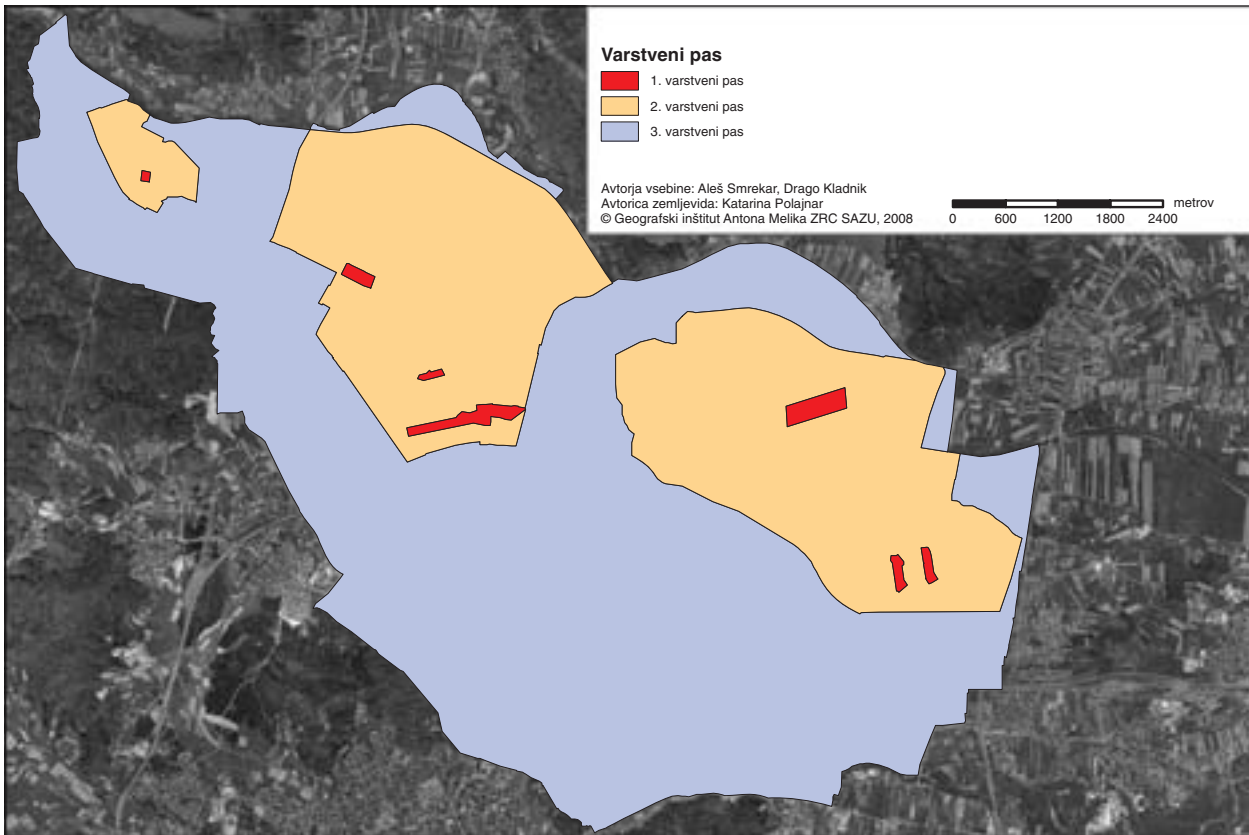 Varstveni pas
1. varstveni pas
2. varstveni pas
3. varstveni pas
Avtorja vsebine: Aleš Smrekar, Drago Kladnik
Avtorica zemljevida: Katarina Polajnar
© Geografski inštitut Antona Melika ZRC SAZU, 2008
metrov
0 600 1200 1800 2400